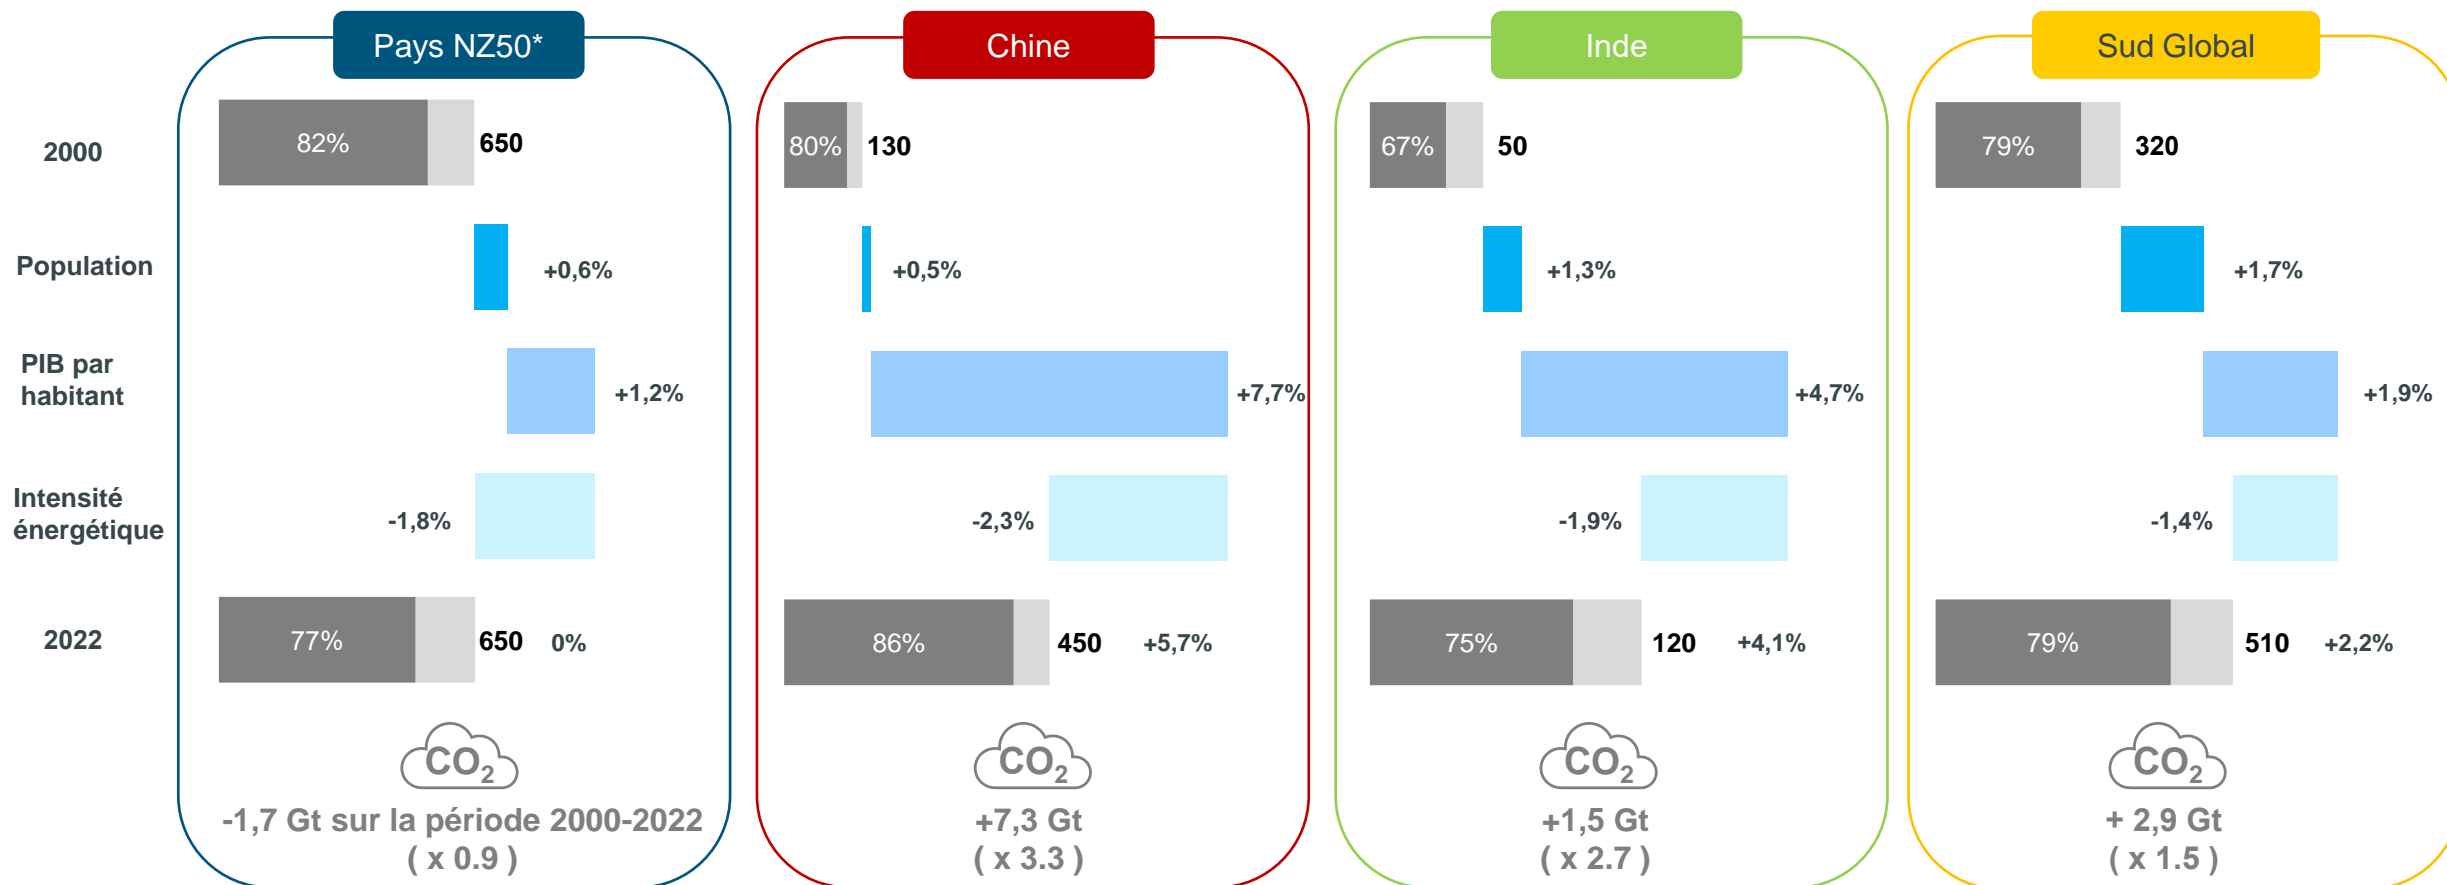 Pays NZ50*
Chine
Inde
Sud Global
2000
82%
650
80%
130
67%
50
79%
320
Population
+0,6%
+0,5%
+1,3%
+1,7%
PIB par
habitant
+1,2%
+7,7%
+4,7%
+1,9%
Intensité
énergétique
-1,8%
-2,3%
-1,9%
-1,4%
2022
77%
650
0%
86%
450
+5,7%
75%
120
+4,1%
79%
510
+2,2%
CO2
-1,7 Gt sur la période 2000-2022
( x 0.9 )
CO2
+7,3 Gt
( x 3.3 )
CO2
+1,5 Gt
( x 2.7 )
CO2
+ 2,9 Gt
( x 1.5 )